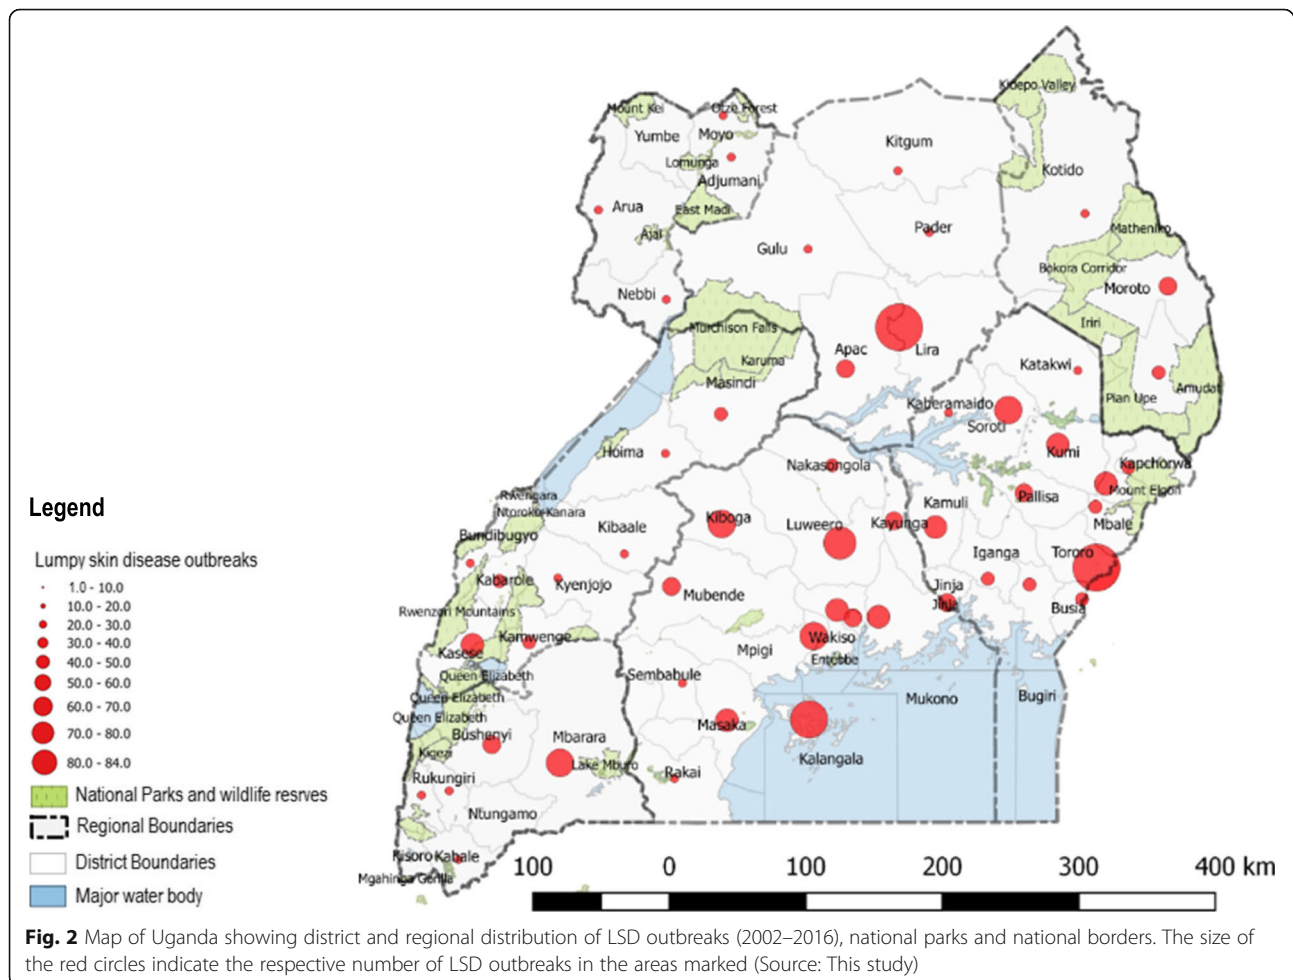 Kidepo Valley
Mount Kei
Otze Forest
Yumbe
Moyo
Kitgum
Lomunga
Kotido
Adjumani
Arua
East Madi
Pader
Matheniko
Ajai
Gulu
Bokora Corridor
Nebbi
Moroto
Murchison Falls
Iriri
Apac
Lira
Karuma
Katakwi
Masindi
Pian Upe
Amudat
Kaberamaido
Soroti
Hoima
Kumi
Nakasongola
Kapchorwa
Rwengara
Pallisa
Mount Elgon
Legend
Ntoroko-Kanara
Kamuli
Kibaale
Kiboga
Luweero
Kayunga
Mbale
Bundibugyo
Iganga
Tororo
Lumpy skin disease outbreaks
Kabarole
Kyenjojo
Jinja
1.0 - 10.0
Mubende
Jinja
10.0 - 20.0
Rwenzori Mountains
Busia
20.0 - 30.0
Kamwenge
Wakiso
30.0 - 40.0
Kasese
Mpigi
Entebbe
40.0 - 50.0
Queen Elizabeth
Sembabule
50.0 - 60.0
Queen Elizabeth
Mukono
Bugiri
60.0 - 70.0
Queen Elizabeth
Masaka
70.0 - 80.0
Bushenyi
Mbarara
Kigezi
80.0 - 84.0
Lake Mburo
Kalangala
Rukungiri
Rakai
National Parks and wildlife resrves
Ntungamo
Regional Boundaries
Kisoro
Kabale
District Boundaries
Mgahinga Gorilla
Major water body
100 0 100 200 300 400 km
Fig. 2 Map of Uganda showing district and regional distribution of LSD outbreaks (2002–2016), national parks and national borders. The size of
the red circles indicate the respective number of LSD outbreaks in the areas marked (Source: This study)